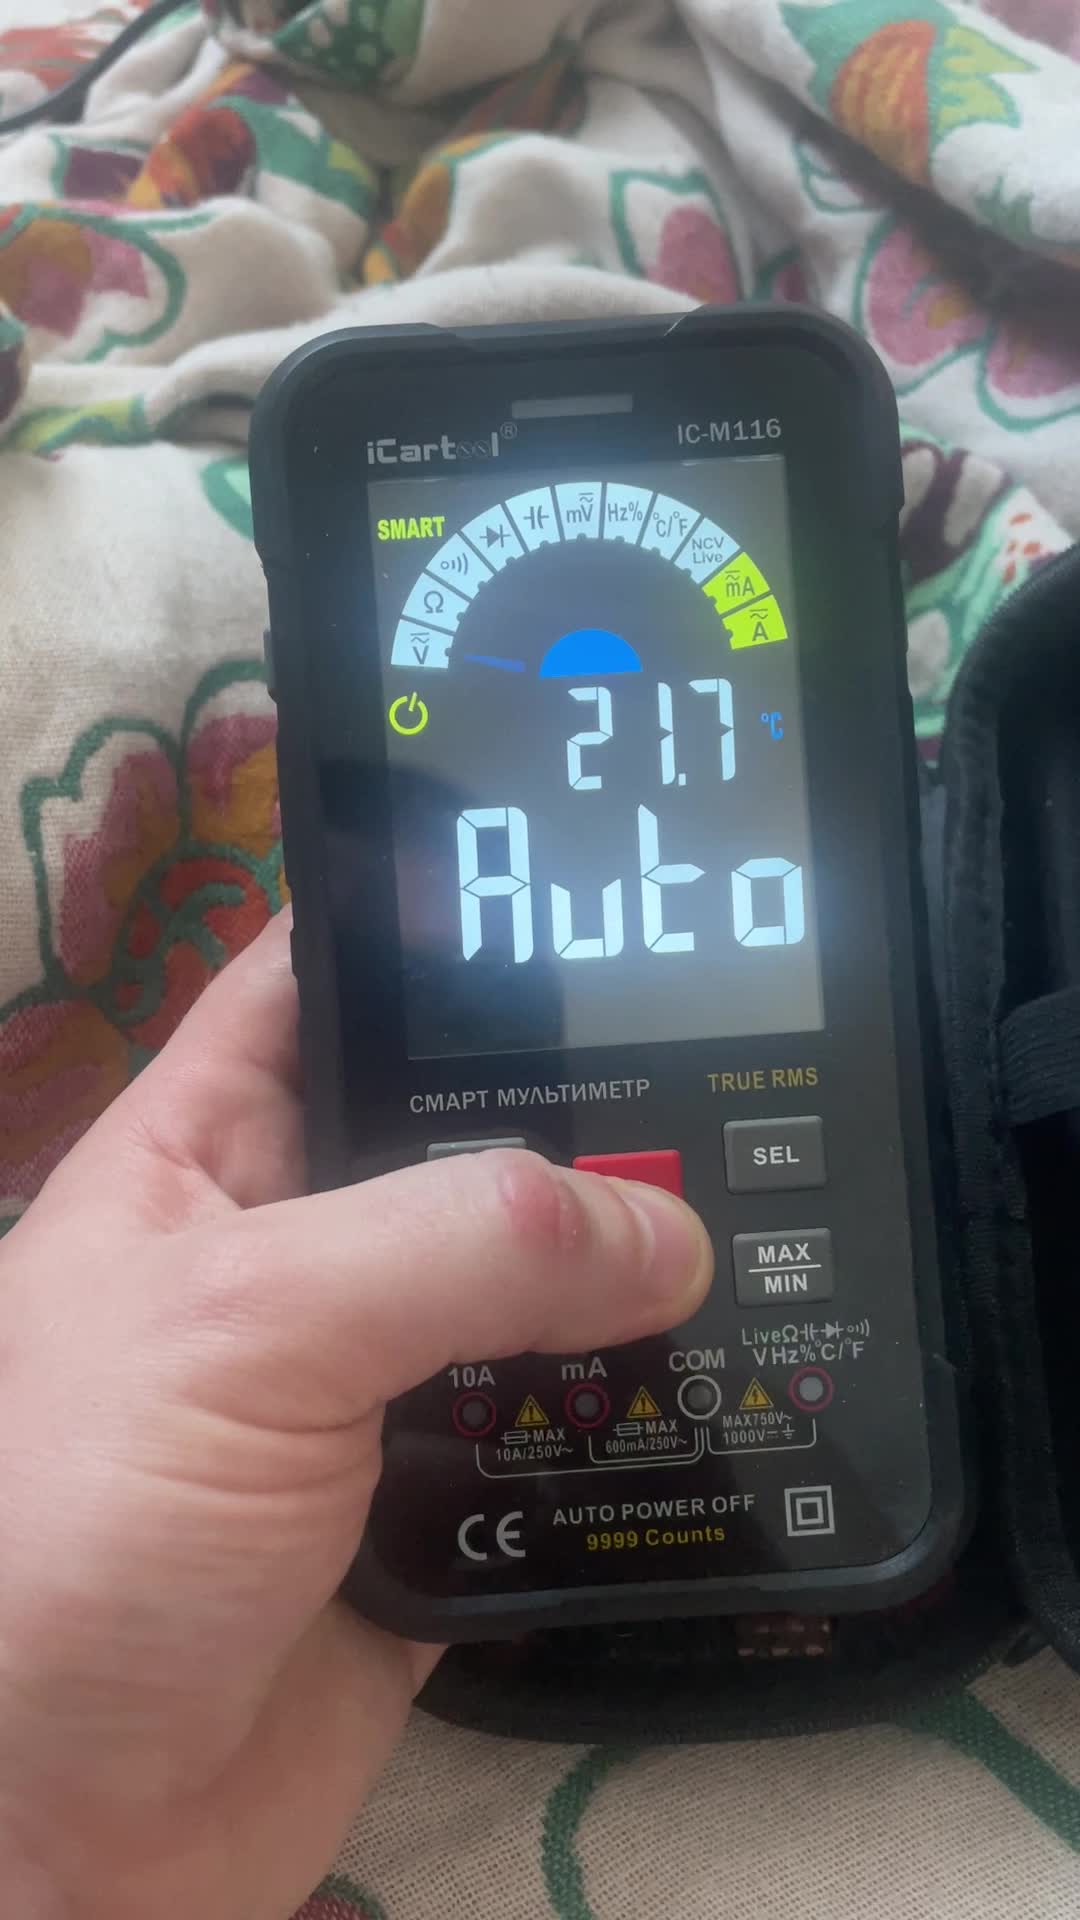 iCartool® IC-M116
SMART
V Ω mV Hz% °C/°F NCV Live mA A
21.7 °C
Auto
СМАРТ МУЛЬТИМЕТР TRUE RMS
SEL
MAX
MIN
LiveΩ
VHz%°C/°F
10A mA COM
MAX
10A/250V~
MAX
600mA/250V~
MAX750V~
1000V
CE
AUTO POWER OFF
9999 Counts